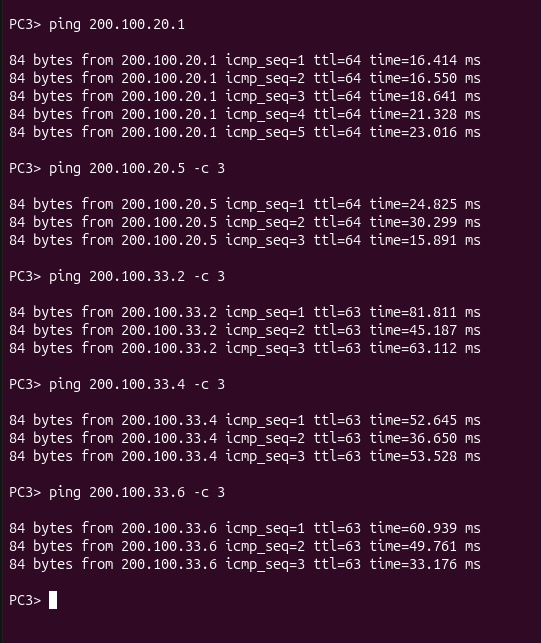 PC3> ping 200.100.20.1
84 bytes from 200.100.20.1 icmp_seq=1 ttl=64 time=16.414 ms
84 bytes from 200.100.20.1 icmp_seq=2 ttl=64 time=16.550 ms
84 bytes from 200.100.20.1 icmp_seq=3 ttl=64 time=18.641 ms
84 bytes from 200.100.20.1 icmp_seq=4 ttl=64 time=21.328 ms
84 bytes from 200.100.20.1 icmp_seq=5 ttl=64 time=23.016 ms
PC3> ping 200.100.20.5 -c 3
84 bytes from 200.100.20.5 icmp_seq=1 ttl=64 time=24.825 ms
84 bytes from 200.100.20.5 icmp_seq=2 ttl=64 time=30.299 ms
84 bytes from 200.100.20.5 icmp_seq=3 ttl=64 time=15.891 ms
PC3> ping 200.100.33.2 -c 3
84 bytes from 200.100.33.2 icmp_seq=1 ttl=63 time=81.811 ms
84 bytes from 200.100.33.2 icmp_seq=2 ttl=63 time=45.187 ms
84 bytes from 200.100.33.2 icmp_seq=3 ttl=63 time=63.112 ms
PC3> ping 200.100.33.4 -c 3
84 bytes from 200.100.33.4 icmp_seq=1 ttl=63 time=52.645 ms
84 bytes from 200.100.33.4 icmp_seq=2 ttl=63 time=36.650 ms
84 bytes from 200.100.33.4 icmp_seq=3 ttl=63 time=53.528 ms
PC3> ping 200.100.33.6 -c 3
84 bytes from 200.100.33.6 icmp_seq=1 ttl=63 time=60.939 ms
84 bytes from 200.100.33.6 icmp_seq=2 ttl=63 time=49.761 ms
84 bytes from 200.100.33.6 icmp_seq=3 ttl=63 time=33.176 ms
PC3>